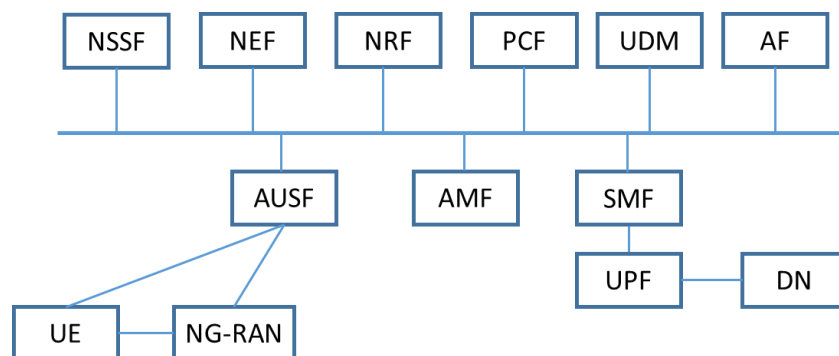 NSSF
NEF
NRF
PCF
UDM
AF
AUSF
AMF
SMF
UPF
DN
UE
NG-RAN